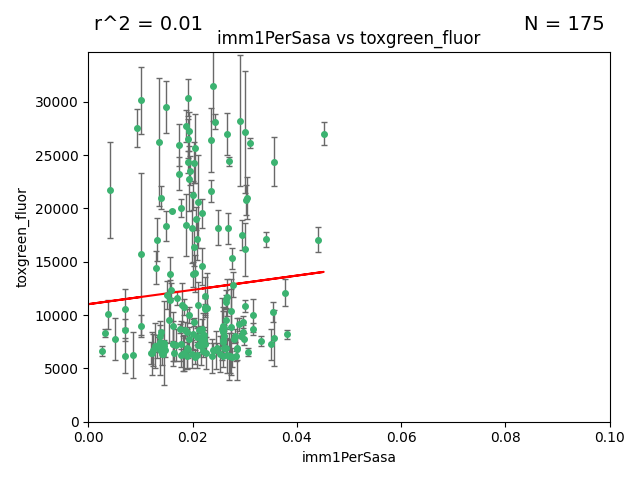 r^2 = 0.01
N = 175
imm1PerSasa vs toxgreen_fluor
30000
25000
20000
15000
10000
5000
0
toxgreen_fluor
0.00 0.02 0.04 0.06 0.08 0.10
imm1PerSasa